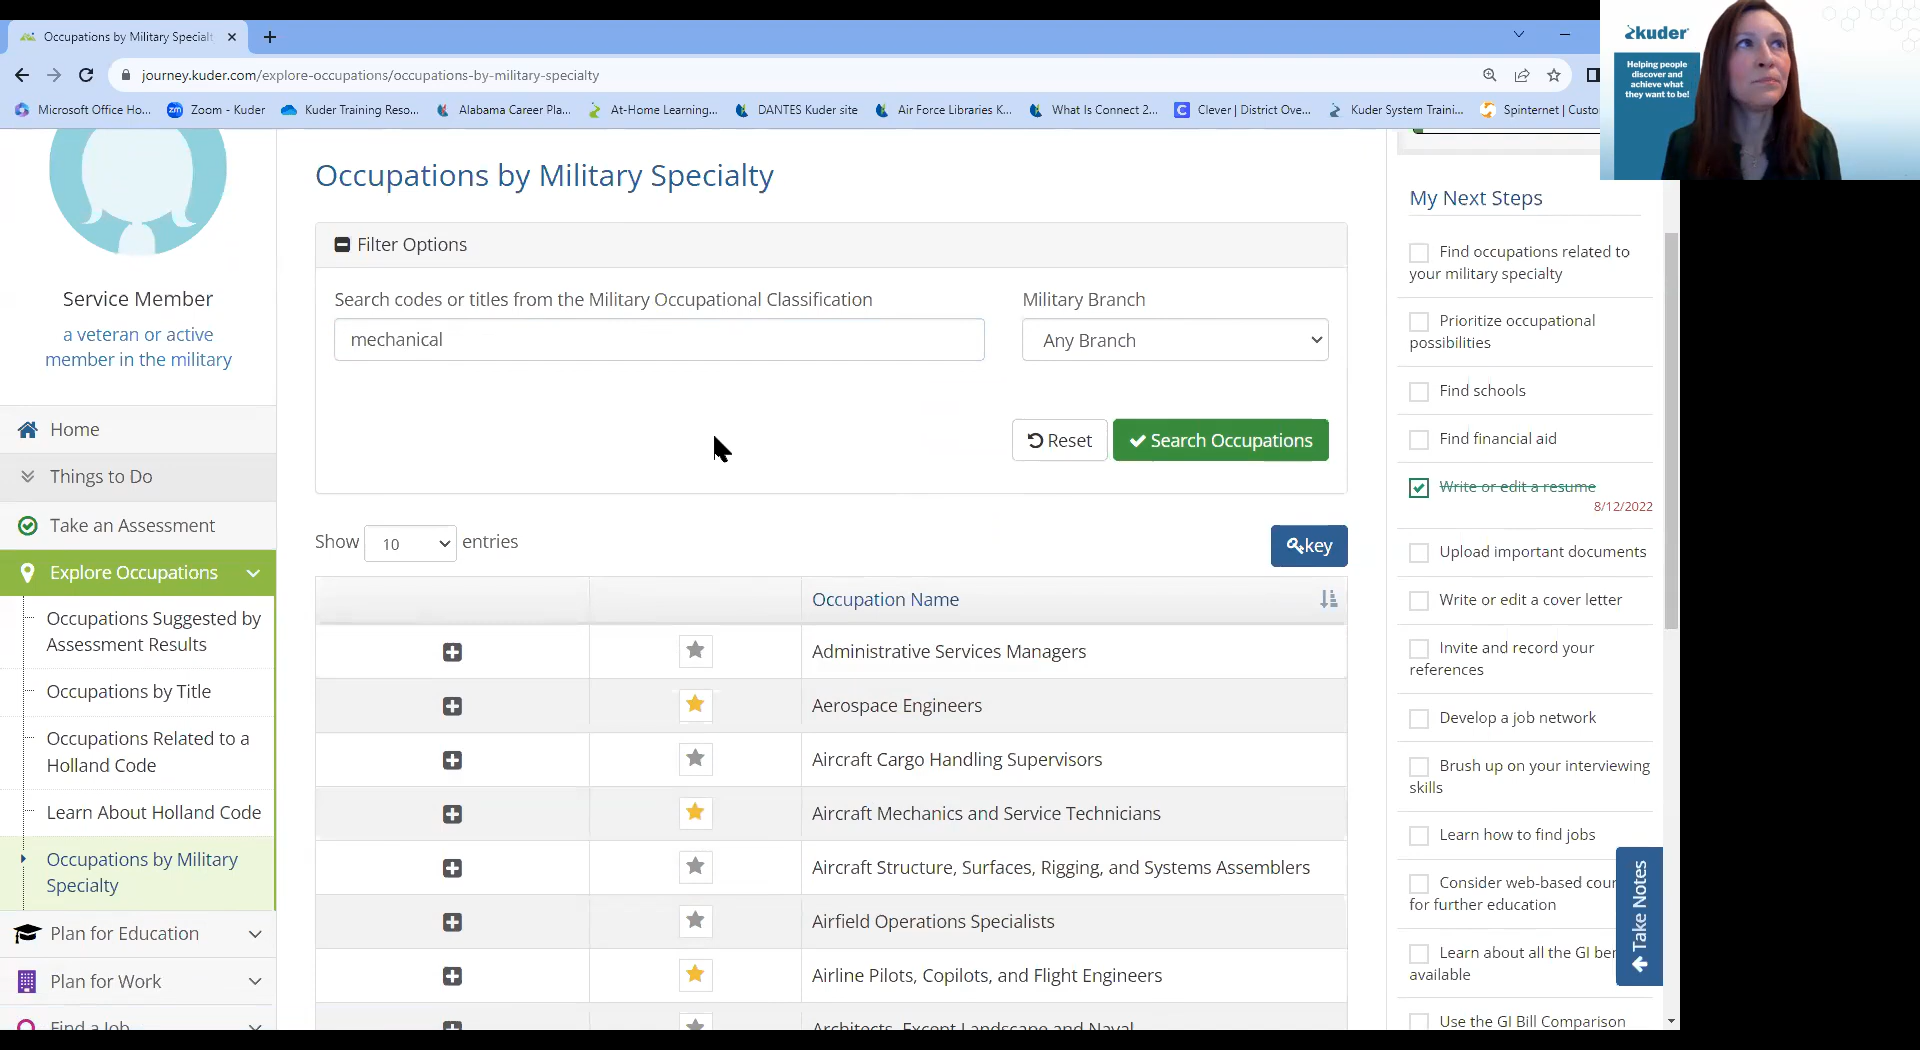 Occupations by Military Specialt
journey.kuder.com/explore-occupations/occupations-by-military-specialty
Microsoft Office Ho...
Zoom - Kuder
Kuder Training Reso...
Alabama Career Pla...
At-Home Learning...
DANTES Kuder site
Air Force Libraries K...
What Is Connect 2...
Clever | District Ove...
Kuder System Traini...
Spinternet | Custo
kuder
Helping people
discover and
achieve what
they want to be!
Service Member
a veteran or active
member in the military
Home
Things to Do
Take an Assessment
Explore Occupations
Occupations Suggested by
Assessment Results
Occupations by Title
Occupations Related to a
Holland Code
Learn About Holland Code
Occupations by Military
Specialty
Plan for Education
Plan for Work
Find a Job
Occupations by Military Specialty
Filter Options
Search codes or titles from the Military Occupational Classification
mechanical
Military Branch
Any Branch
Reset
Search Occupations
Show 10 entries
key
Occupation Name
Administrative Services Managers
Aerospace Engineers
Aircraft Cargo Handling Supervisors
Aircraft Mechanics and Service Technicians
Aircraft Structure, Surfaces, Rigging, and Systems Assemblers
Airfield Operations Specialists
Airline Pilots, Copilots, and Flight Engineers
Architects, Except Landscape and Naval
My Next Steps
Find occupations related to
your military specialty
Prioritize occupational
possibilities
Find schools
Find financial aid
Write or edit a resume
8/12/2022
Upload important documents
Write or edit a cover letter
Invite and record your
references
Develop a job network
Brush up on your interviewing
skills
Learn how to find jobs
Consider web-based cour
for further education
Learn about all the GI ben
available
Use the GI Bill Comparison
Take Notes